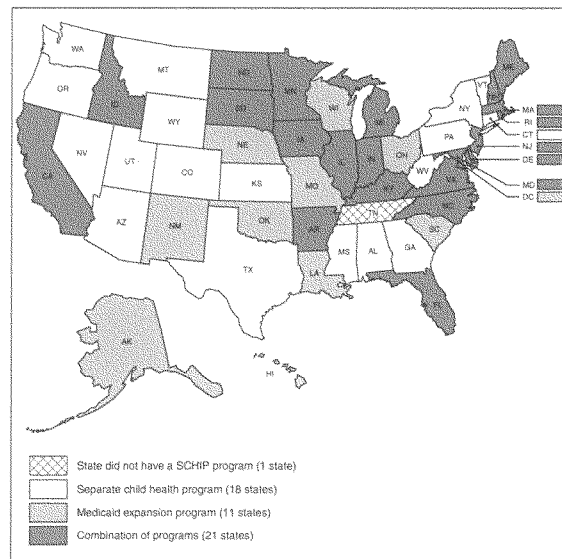 WA
MT
ND
MN
ME
VT
OR
ID
SD
WI
MI
NY
NH
MA
RI
WY
CT
NV
NE
IA
PA
NJ
UT
CO
IL
IN
OH
DE
CA
KS
MO
WV
VA
MD
KY
DC
AZ
NM
OK
AR
TN
NC
SC
TX
LA
MS
AL
GA
FL
AK
HI
State did not have a SCHIP program (1 state)
Separate child health program (18 states)
Medicaid expansion program (11 states)
Combination of programs (21 states)